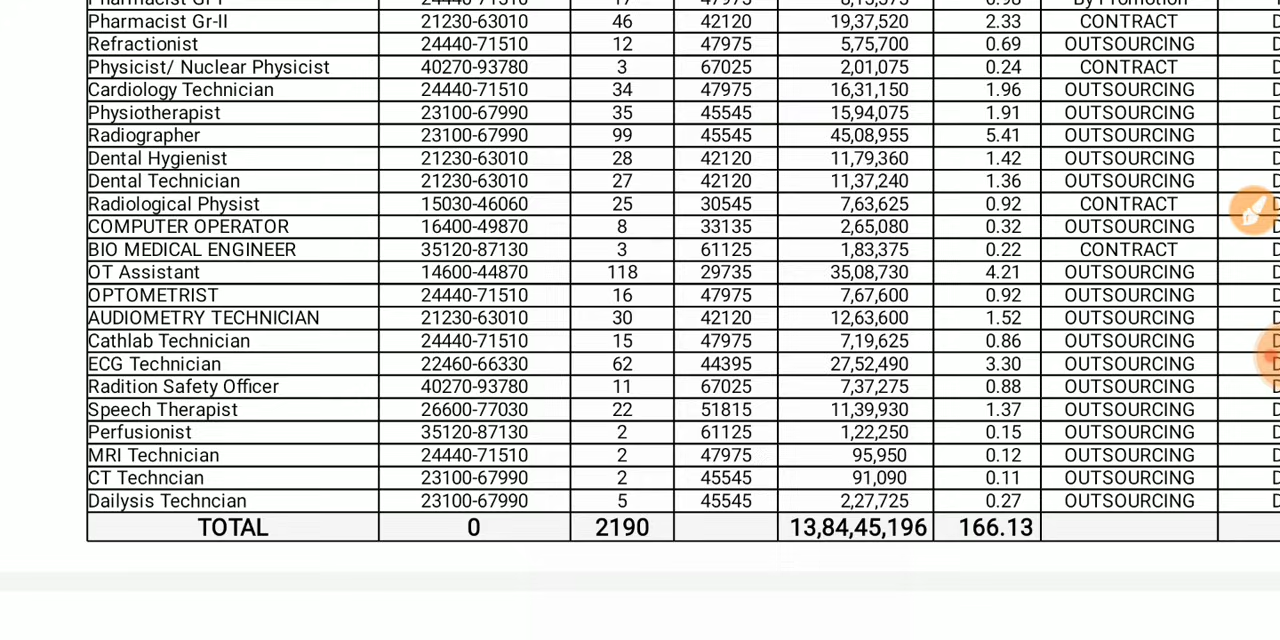 Pharmacist Gr-II 21230-63010 46 42120 19,37,520 2.33 CONTRACT
Refractionist 24440-71510 12 47975 5,75,700 0.69 OUTSOURCING
Physicist/ Nuclear Physicist 40270-93780 3 67025 2,01,075 0.24 CONTRACT
Cardiology Technician 24440-71510 34 47975 16,31,150 1.96 OUTSOURCING
Physiotherapist 23100-67990 35 45545 15,94,075 1.91 OUTSOURCING
Radiographer 23100-67990 99 45545 45,08,955 5.41 OUTSOURCING
Dental Hygienist 21230-63010 28 42120 11,79,360 1.42 OUTSOURCING
Dental Technician 21230-63010 27 42120 11,37,240 1.36 OUTSOURCING
Radiological Physist 15030-46060 25 30545 7,63,625 0.92 CONTRACT
COMPUTER OPERATOR 16400-49870 8 33135 2,65,080 0.32 OUTSOURCING
BIO MEDICAL ENGINEER 35120-87130 3 61125 1,83,375 0.22 CONTRACT
OT Assistant 14600-44870 118 29735 35,08,730 4.21 OUTSOURCING
OPTOMETRIST 24440-71510 16 47975 7,67,600 0.92 OUTSOURCING
AUDIOMETRY TECHNICIAN 21230-63010 30 42120 12,63,600 1.52 OUTSOURCING
Cathlab Technician 24440-71510 15 47975 7,19,625 0.86 OUTSOURCING
ECG Technician 22460-66330 62 44395 27,52,490 3.30 OUTSOURCING
Radition Safety Officer 40270-93780 11 67025 7,37,275 0.88 OUTSOURCING
Speech Therapist 26600-77030 22 51815 11,39,930 1.37 OUTSOURCING
Perfusionist 35120-87130 2 61125 1,22,250 0.15 OUTSOURCING
MRI Technician 24440-71510 2 47975 95,950 0.12 OUTSOURCING
CT Techncian 23100-67990 2 45545 91,090 0.11 OUTSOURCING
Dailysis Techncian 23100-67990 5 45545 2,27,725 0.27 OUTSOURCING
TOTAL 0 2190 13,84,45,196 166.13